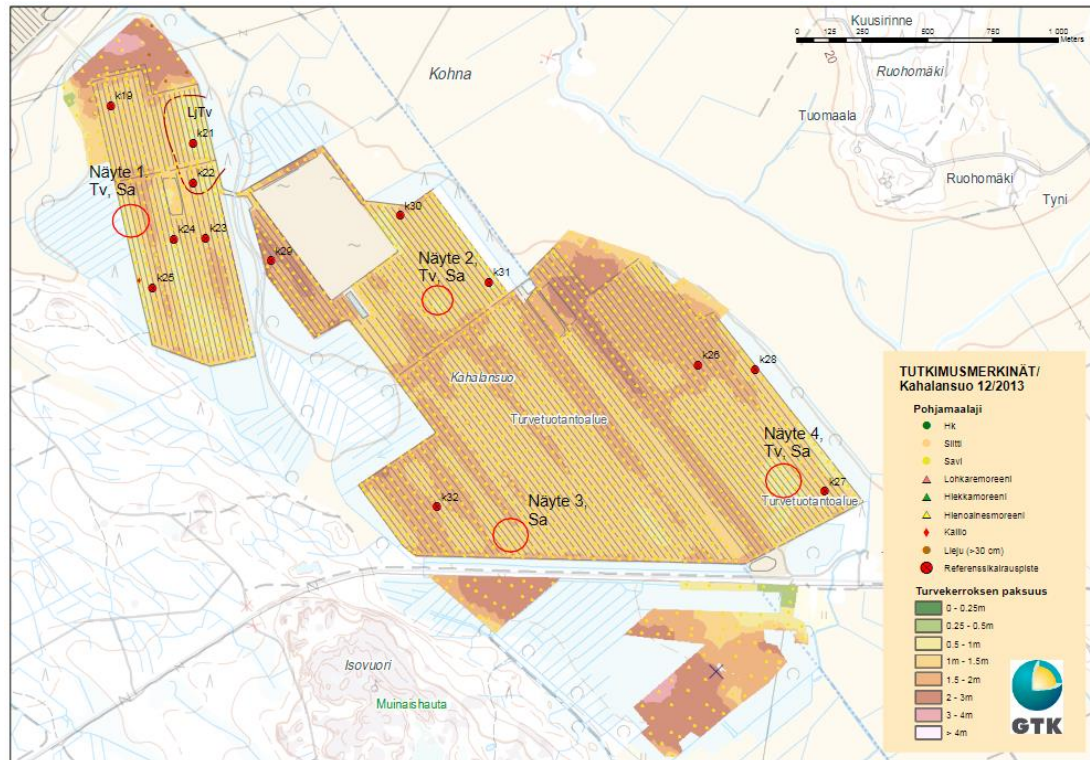 Kuusirinne
0 125 250 500 750 1 000
Meters
20
Ruohomäki
Kohna
Tuomaala
k19
LjTv
k21
Ruohomäki
Näyte 1
Tv, Sa
k22
Tyni
k30
k24
k23
k29
Näyte 2,
Tv, Sa
k31
k25
k26
k28
Kahalansuo
Turvetuotantoalue
Näyte 4,
Tv, Sa
k27
Turvetuotantoalue
k32
Näyte 3,
Sa
Isovuori
Muinaishauta
TUTKIMUSMERKINÄT/
Kahalansuo 12/2013
Pohjamaalaji
Hk
Siltti
Savi
Lohkaremoreeni
Hiekkamoreeni
Hienoainesmoreeni
Kallio
Lieju (>30 cm)
Referenssikairauspiste
Turvekerroksen paksuus
0 - 0.25m
0.25 - 0.5m
0.5 - 1m
1m - 1.5m
1.5 - 2m
2 - 3m
3 - 4m
> 4m
GTK